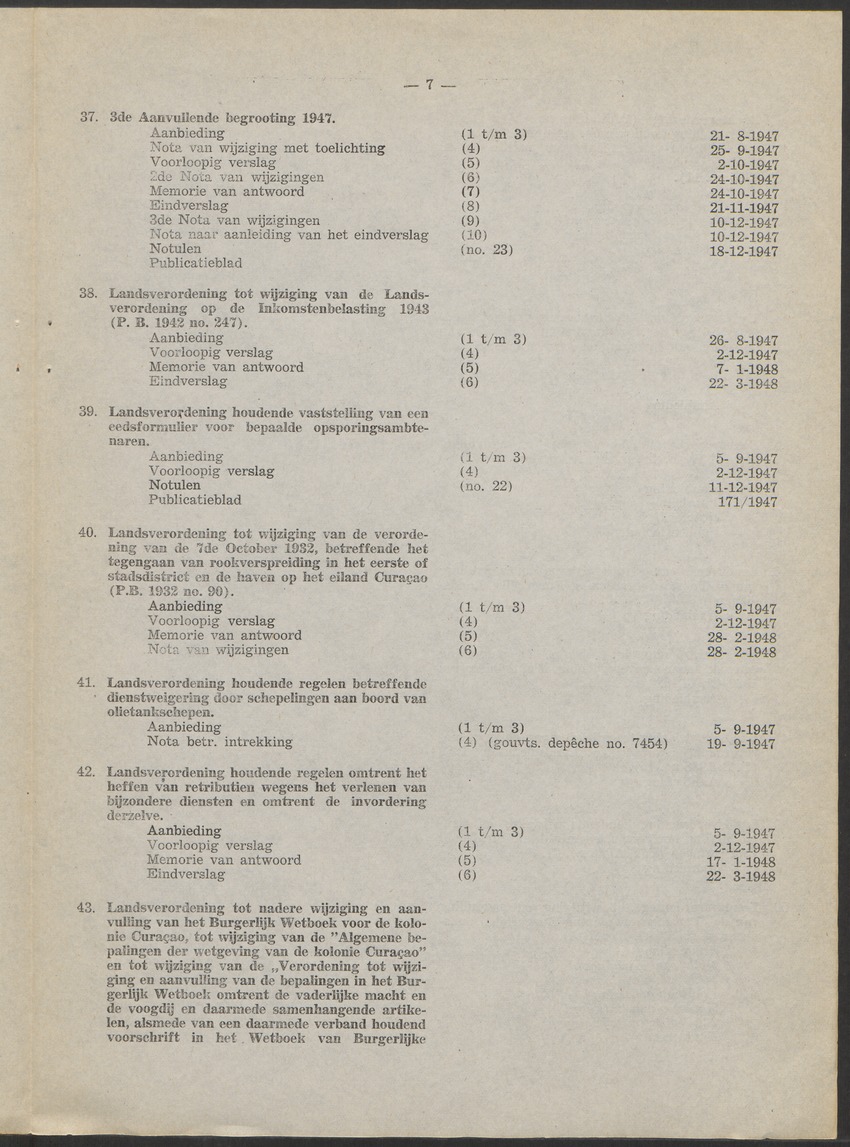 — 7 —
37. 3de Aanvullende begrooting 1947.
Aanbieding (1 t/m 3) 21- 8-1947
Nota van wijziging met toelichting (4) 25- 9-1947
Voorloopig verslag (5) 2-10-1947
2de Nota van wijzigingen (6) 24-10-1947
Memorie van antwoord (7) 24-10-1947
Eindverslag (8) 21-11-1947
3de Nota van wijzigingen (9) 10-12-1947
Nota naar aanleiding van het eindverslag (10) 10-12-1947
Notulen (no. 23) 18-12-1947
Publicatieblad
38. Landsverordening tot wijziging van de Lands-
verordening op de Inkomstenbelasting 1943
(P. B. 1942 no. 247).
Aanbieding (1 t/m 3) 26- 8-1947
Voorloopig verslag (4) 2-12-1947
Memorie van antwoord (5) 7- 1-1948
Eindverslag (6) 22- 3-1948
39. Landsverordening houdende vaststelling van een
eedsformulier voor bepaalde opsporingsambte-
naren.
Aanbieding (1 t/m 3) 5- 9-1947
Voorloopig verslag (4) 2-12-1947
Notulen (no. 22) 11-12-1947
Publicatieblad 171/1947
40. Landsverordening tot wijziging van de verorde-
ning van de 7de October 1932, betreffende het
tegengaan van rookverspreiding in het eerste of
stadsdistrict en de haven op het eiland Curaçao
(P.B. 1932 no. 90).
Aanbieding (1 t/m 3) 5- 9-1947
Voorloopig verslag (4) 2-12-1947
Memorie van antwoord (5) 28- 2-1948
Nota van wijzigingen (6) 28- 2-1948
41. Landsverordening houdende regelen betreffende
dienstweigering door schepelingen aan boord van
olietankschepen.
Aanbieding (1 t/m 3) 5- 9-1947
Nota betr. intrekking (4) (gouvts. depêche no. 7454) 19- 9-1947
42. Landsverordening houdende regelen omtrent het
heffen van retributien wegens het verlenen van
bijzondere diensten en omtrent de invordering
derzelve.
Aanbieding (1 t/m 3) 5- 9-1947
Voorloopig verslag (4) 2-12-1947
Memorie van antwoord (5) 17- 1-1948
Eindverslag (6) 22- 3-1948
43. Landsverordening tot nadere wijziging en aan-
vulling van het Burgerlijk Wetboek voor de kolo-
nie Curaçao, tot wijziging van de "Algemene be-
palingen der wetgeving van de kolonie Curaçao"
en tot wijziging van de „Verordening tot wijzi-
ging en aanvulling van de bepalingen in het Bur-
gerlijk Wetboek omtrent de vaderlijke macht en
de voogdij en daarmede samenhangende artike-
len, alsmede van een daarmede verband houdend
voorschrift in het Wetboek van Burgerlijke